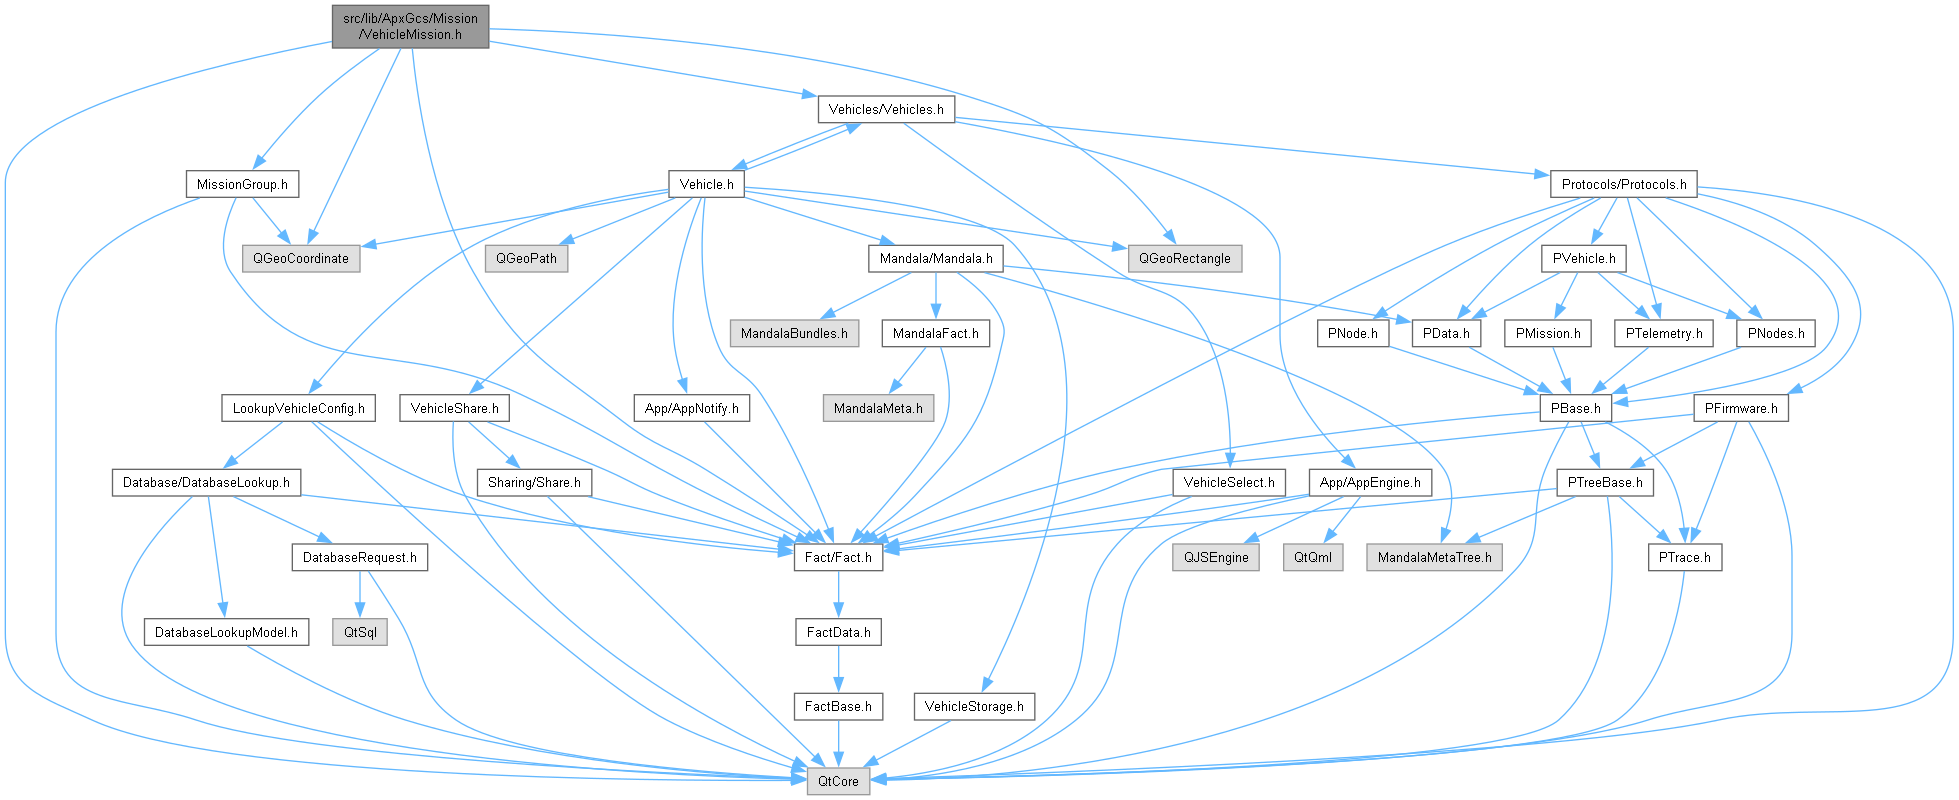 src/lib/ApxGcs/Mission
/VehicleMission.h
Vehicles/Vehicles.h
MissionGroup.h
Vehicle.h
Protocols/Protocols.h
QGeoCoordinate
QGeoPath
Mandala/Mandala.h
QGeoRectangle
PVehicle.h
MandalaBundles.h
MandalaFact.h
PNode.h
PData.h
PMission.h
PTelemetry.h
PNodes.h
LookupVehicleConfig.h
VehicleShare.h
App/AppNotify.h
MandalaMeta.h
PBase.h
PFirmware.h
Database/DatabaseLookup.h
Sharing/Share.h
VehicleSelect.h
App/AppEngine.h
PTreeBase.h
DatabaseRequest.h
Fact/Fact.h
QJSEngine
QtQml
MandalaMetaTree.h
PTrace.h
DatabaseLookupModel.h
QtSql
FactData.h
FactBase.h
VehicleStorage.h
QtCore